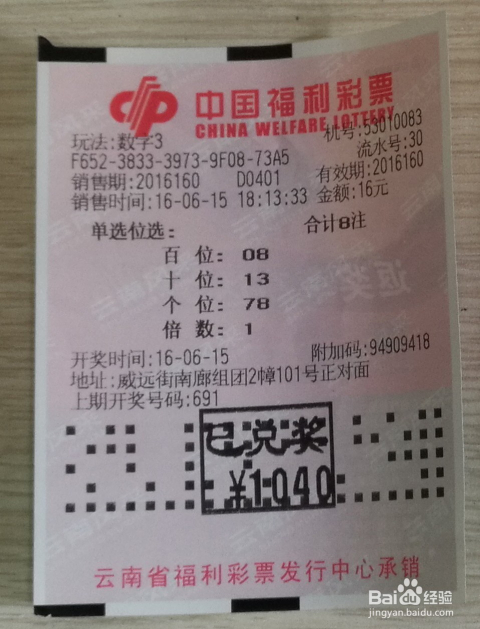 中国福利彩票
CHINA WELFARE LOTTERY
玩法:数字3 机号:53010083
F652-3833-3973-9F08-73A5 流水号:30
销售期:2016160 D0401 有效期:2016160
销售时间:16-06-15 18:13:33 金额:16元
单选位选: 合计8注
百 位: 08
十 位: 13
个 位: 78
倍 数: 1
开奖时间:16-06-15 附加码:94909418
地址:威远街南廊组团2幢101号正对面
上期开奖号码:691
已兑奖
¥1040
云南省福利彩票发行中心承销
Baidu经验
jingyan.baidu.com